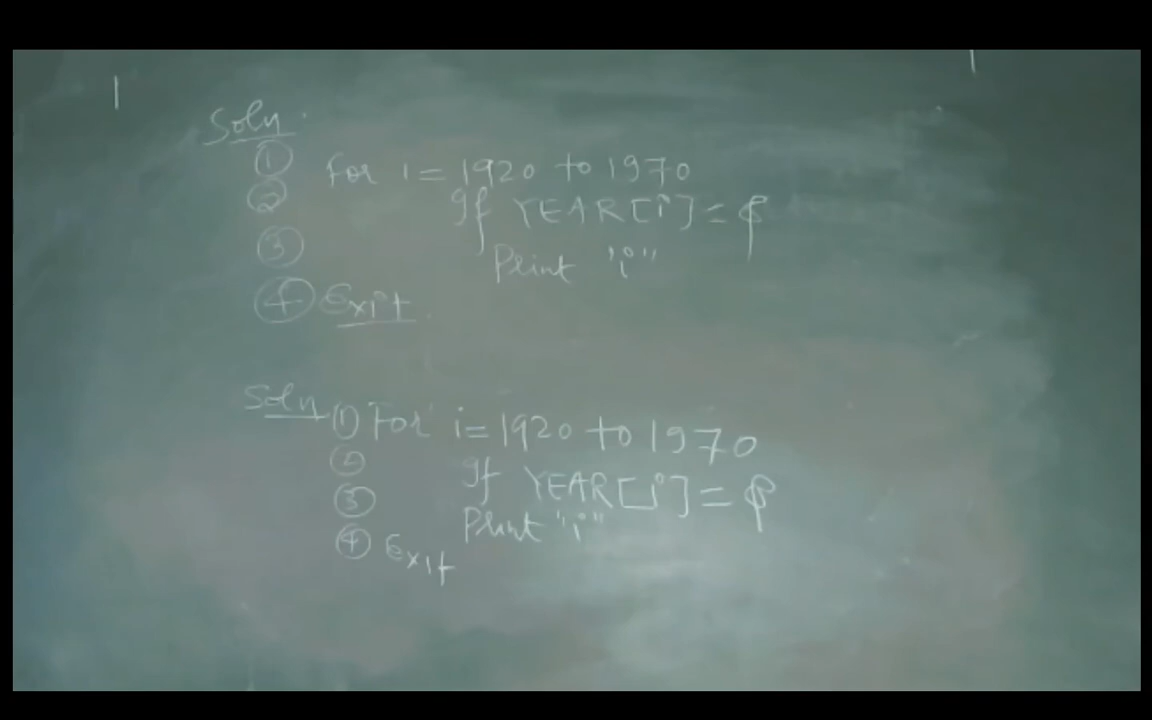 Soln.
① For i = 1920 to 1970
② If YEAR[i] = φ
③ Print "i"
④ Exit.
Soln ① For i = 1920 to 1970
② If YEAR[i] = φ
③ Print "i"
④ Exit